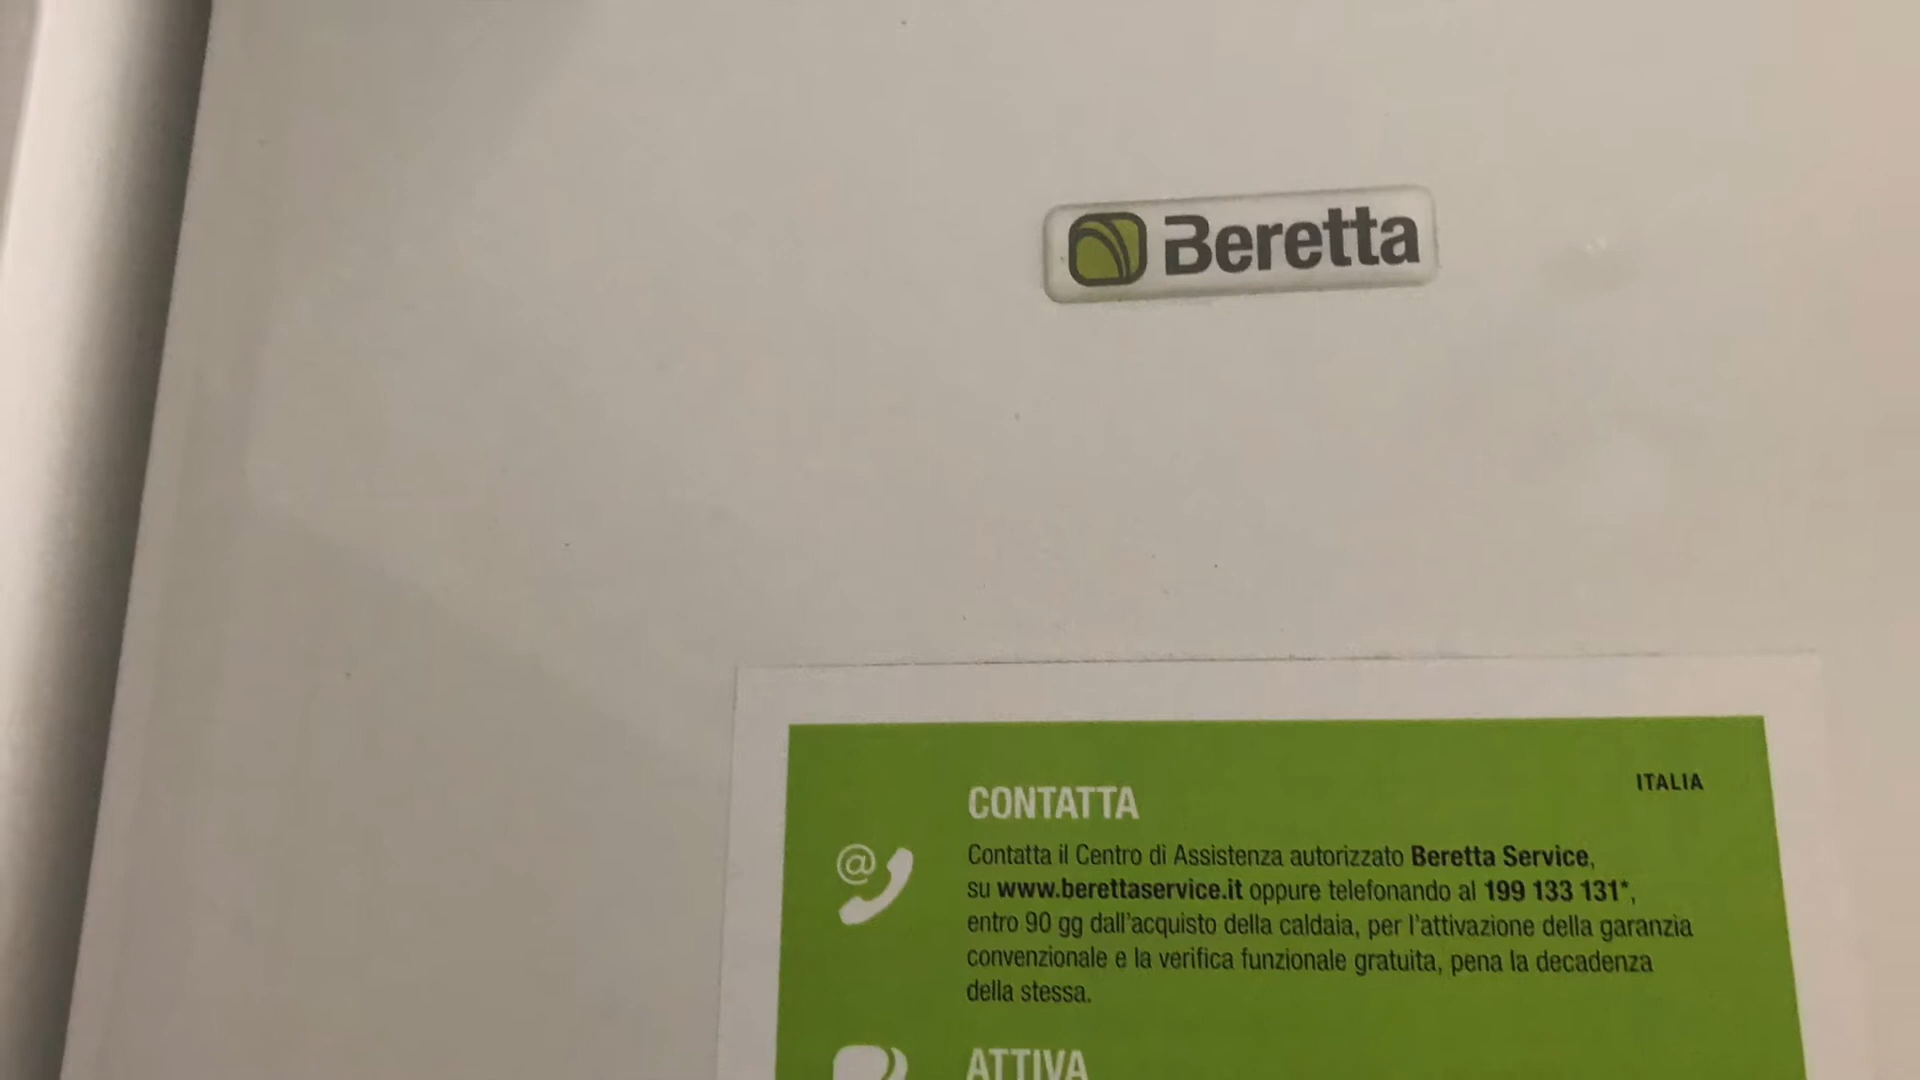 Beretta
ITALIA
CONTATTA
@
Contatta il Centro di Assistenza autorizzato Beretta Service,
su www.berettaservice.it oppure telefonando al 199 133 131*,
entro 90 gg dall'acquisto della caldaia, per l'attivazione della garanzia
convenzionale e la verifica funzionale gratuita, pena la decadenza
della stessa.
ATTIVA